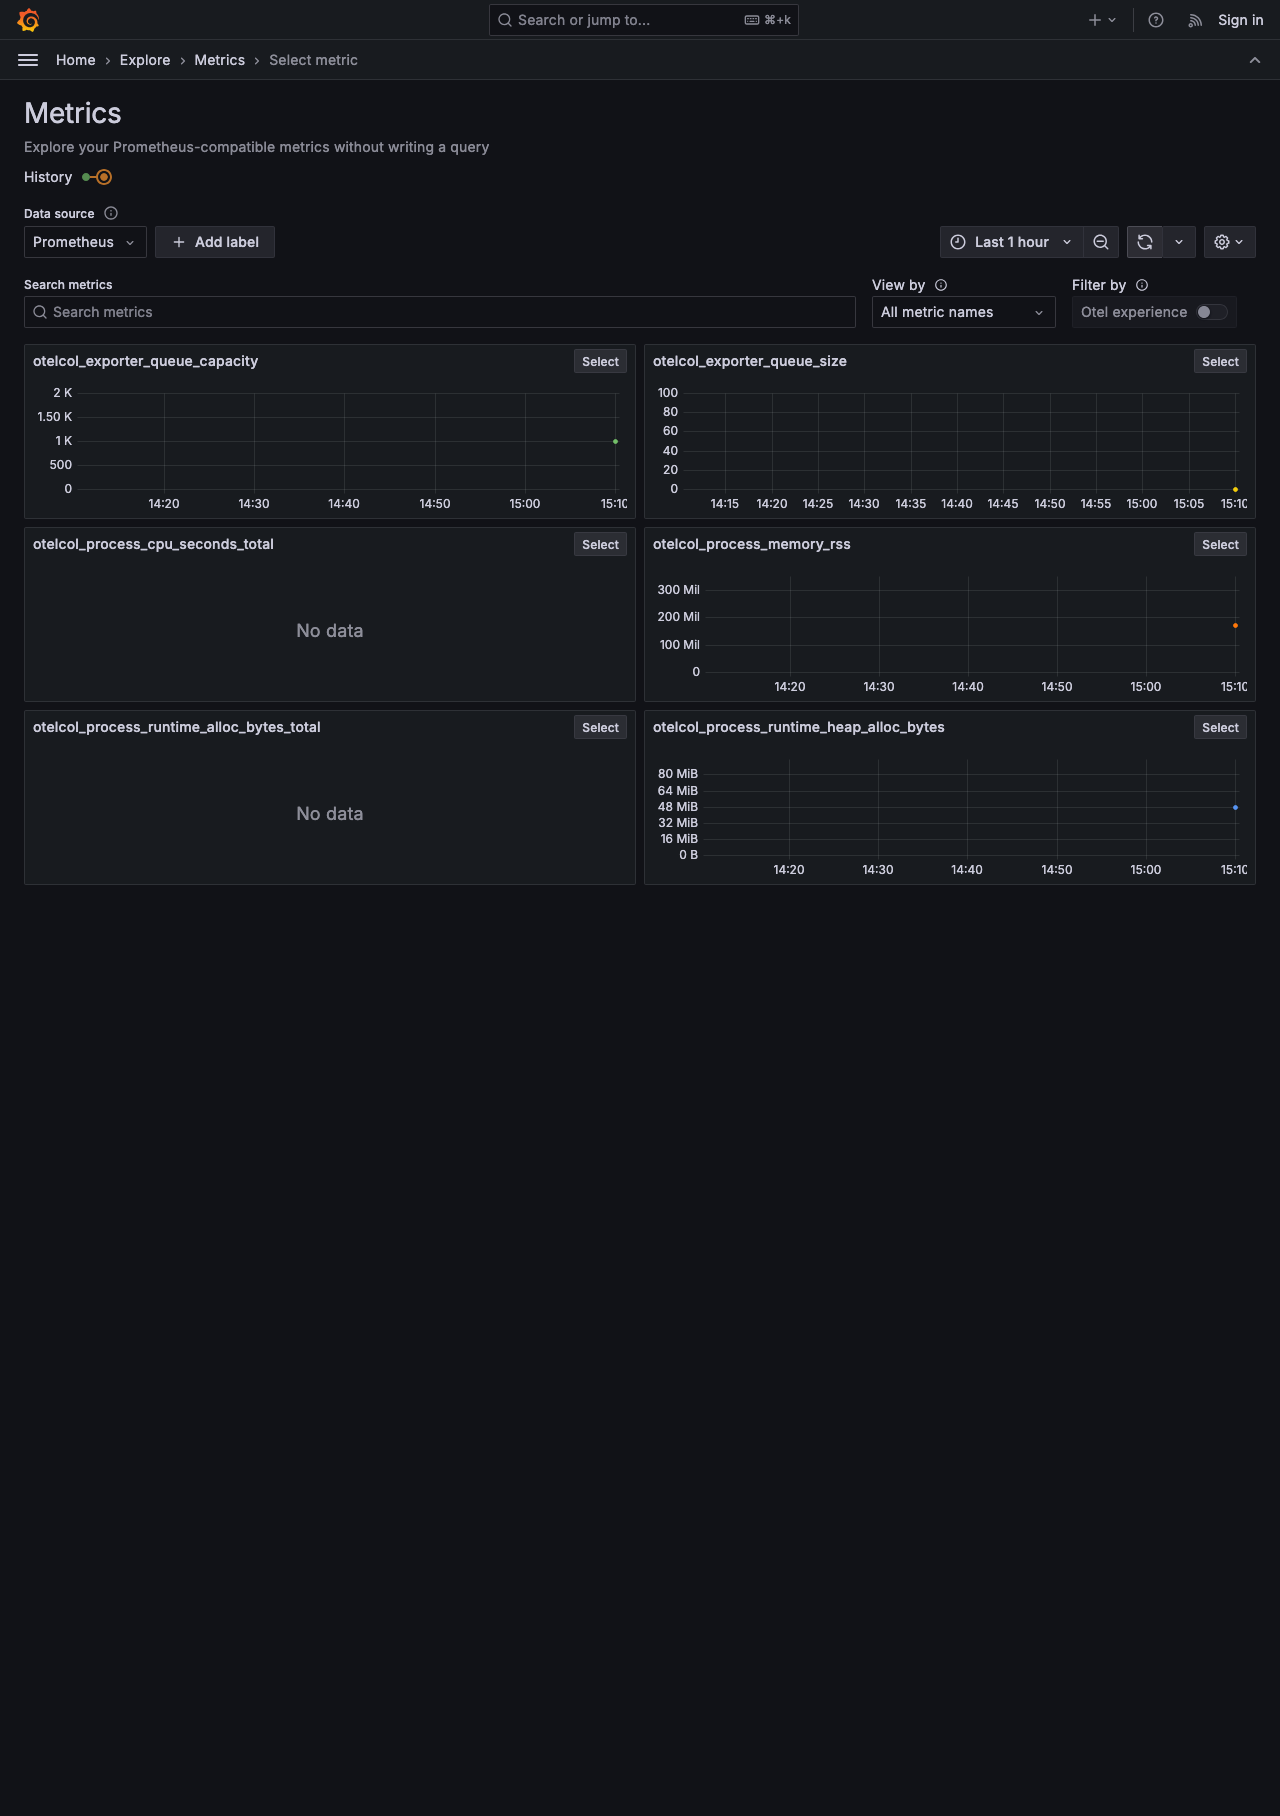 Search or jump to... ⌘+k Sign in
Home › Explore › Metrics › Select metric
Metrics
Explore your Prometheus-compatible metrics without writing a query
History
Data source
Prometheus + Add label Last 1 hour
Search metrics View by Filter by
Search metrics All metric names Otel experience
otelcol_exporter_queue_capacity Select
2 K
1.50 K
1 K
500
0
14:20 14:30 14:40 14:50 15:00 15:10
otelcol_exporter_queue_size Select
100
80
60
40
20
0
14:15 14:20 14:25 14:30 14:35 14:40 14:45 14:50 14:55 15:00 15:05 15:10
otelcol_process_cpu_seconds_total Select
No data
otelcol_process_memory_rss Select
300 Mil
200 Mil
100 Mil
0
14:20 14:30 14:40 14:50 15:00 15:10
otelcol_process_runtime_alloc_bytes_total Select
No data
otelcol_process_runtime_heap_alloc_bytes Select
80 MiB
64 MiB
48 MiB
32 MiB
16 MiB
0 B
14:20 14:30 14:40 14:50 15:00 15:10